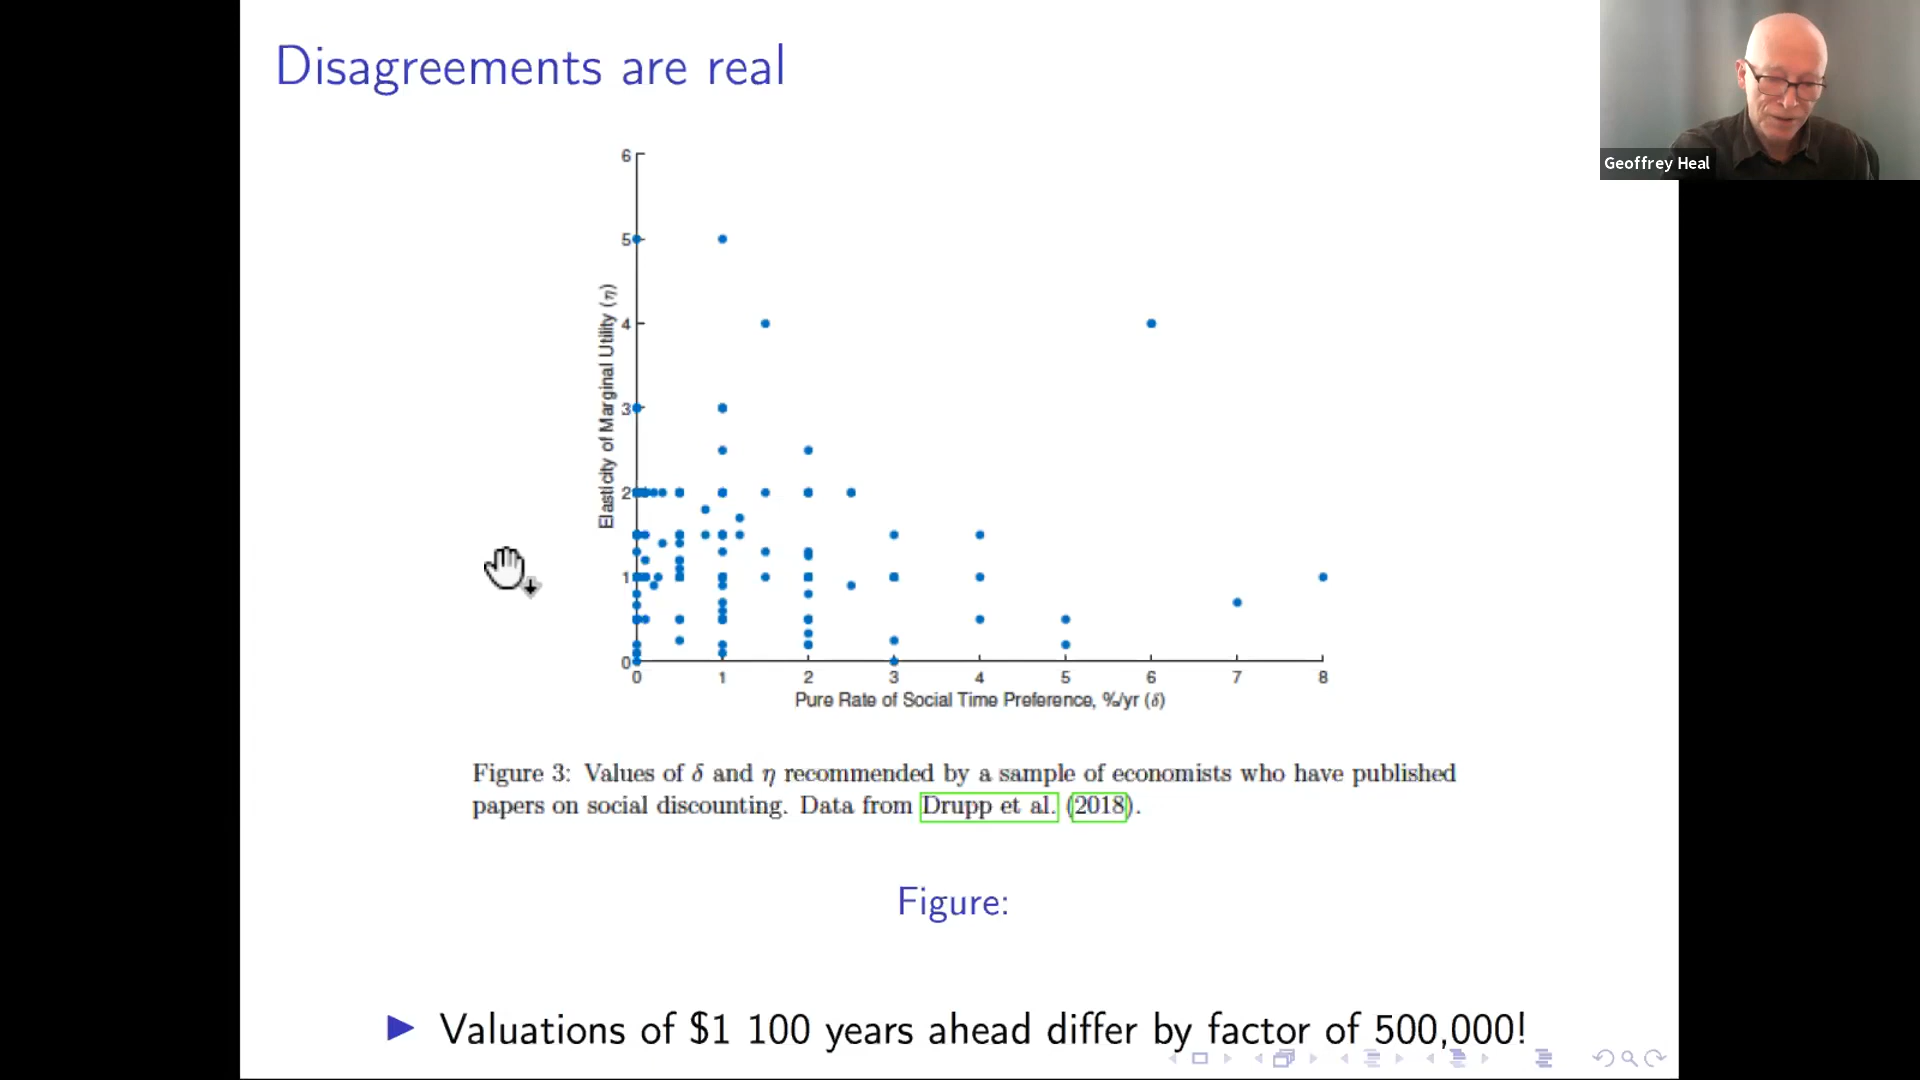 Disagreements are real
Geoffrey Heal
6
5
4
3
2
1
0
Elasticity of Marginal Utility (η)
0 1 2 3 4 5 6 7 8
Pure Rate of Social Time Preference, %/yr (δ)
Figure 3: Values of δ and η recommended by a sample of economists who have published
papers on social discounting. Data from Drupp et al. (2018).
Figure:
Valuations of $1 100 years ahead differ by factor of 500,000!